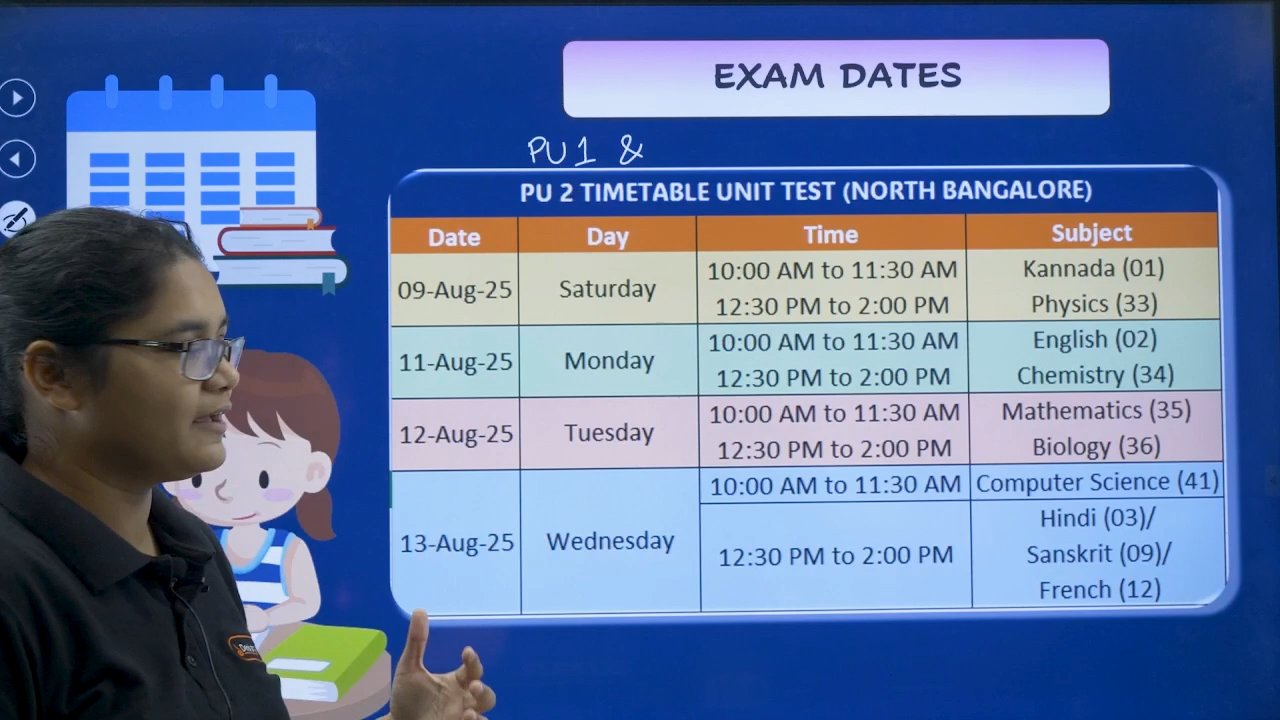 EXAM DATES
PU 1 &
PU 2 TIMETABLE UNIT TEST (NORTH BANGALORE)
Date Day Time Subject
09-Aug-25 Saturday 10:00 AM to 11:30 AM Kannada (01)
12:30 PM to 2:00 PM Physics (33)
11-Aug-25 Monday 10:00 AM to 11:30 AM English (02)
12:30 PM to 2:00 PM Chemistry (34)
12-Aug-25 Tuesday 10:00 AM to 11:30 AM Mathematics (35)
12:30 PM to 2:00 PM Biology (36)
13-Aug-25 Wednesday 10:00 AM to 11:30 AM Computer Science (41)
12:30 PM to 2:00 PM Hindi (03)/
Sanskrit (09)/
French (12)